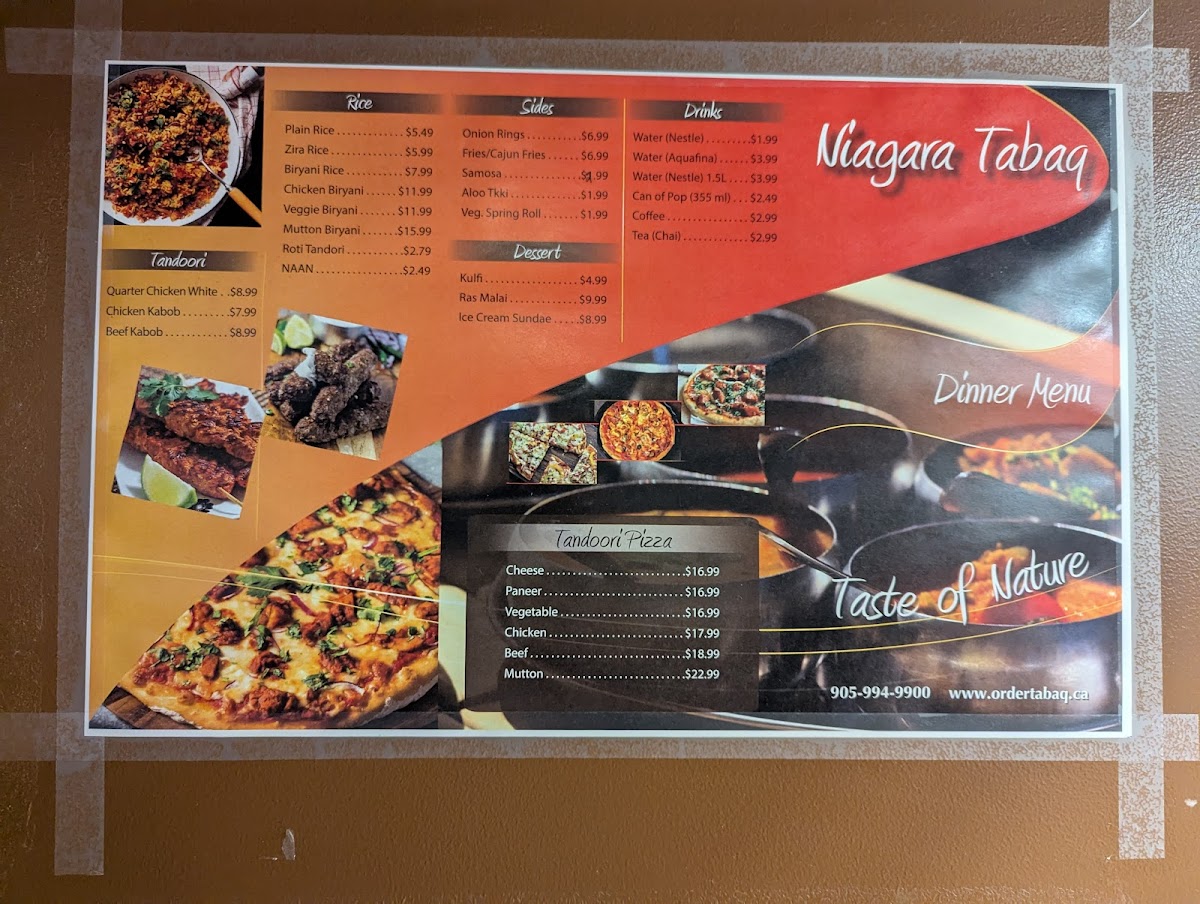 Niagara Tabaq
Dinner Menu
Taste of Nature
905-994-9900 www.ordertabaq.ca
Tandoori
Quarter Chicken White . .$8.99
Chicken Kabob . . . . . . . . .$7.99
Beef Kabob . . . . . . . . . . . .$8.99
Rice
Plain Rice . . . . . . . . . . . . . $5.49
Zira Rice . . . . . . . . . . . . . . $5.99
Biryani Rice . . . . . . . . . . . $7.99
Chicken Biryani . . . . . . $11.99
Veggie Biryani . . . . . . . $11.99
Mutton Biryani . . . . . . .$15.99
Roti Tandori . . . . . . . . . . .$2.79
NAAN . . . . . . . . . . . . . . . . .$2.49
Sides
Onion Rings . . . . . . . . . . .$6.99
Fries/Cajun Fries . . . . . . $6.99
Samosa
Aloo Tkki . . . . . . . . . . . . . .$1.99
Veg. Spring Roll . . . . . . . $1.99
Dessert
Kulfi . . . . . . . . . . . . . . . . . . $4.99
Ras Malai . . . . . . . . . . . . . .$9.99
Ice Cream Sundae . . . . .$8.99
Drinks
Water (Nestle) . . . . . . . . .$1.99
Water (Aquafina) . . . . . . $3.99
Water (Nestle) 1.5L . . . . $3.99
Can of Pop (355 ml) . . . $2.49
Coffee . . . . . . . . . . . . . . . . $2.99
Tea (Chai) . . . . . . . . . . . . . $2.99
Tandoori Pizza
Cheese . . . . . . . . . . . . . . . . . . . . . . . . . .$16.99
Paneer . . . . . . . . . . . . . . . . . . . . . . . . . . $16.99
Vegetable . . . . . . . . . . . . . . . . . . . . . . . $16.99
Chicken . . . . . . . . . . . . . . . . . . . . . . . . . $17.99
Beef . . . . . . . . . . . . . . . . . . . . . . . . . . . . .$18.99
Mutton . . . . . . . . . . . . . . . . . . . . . . . . . .$22.99